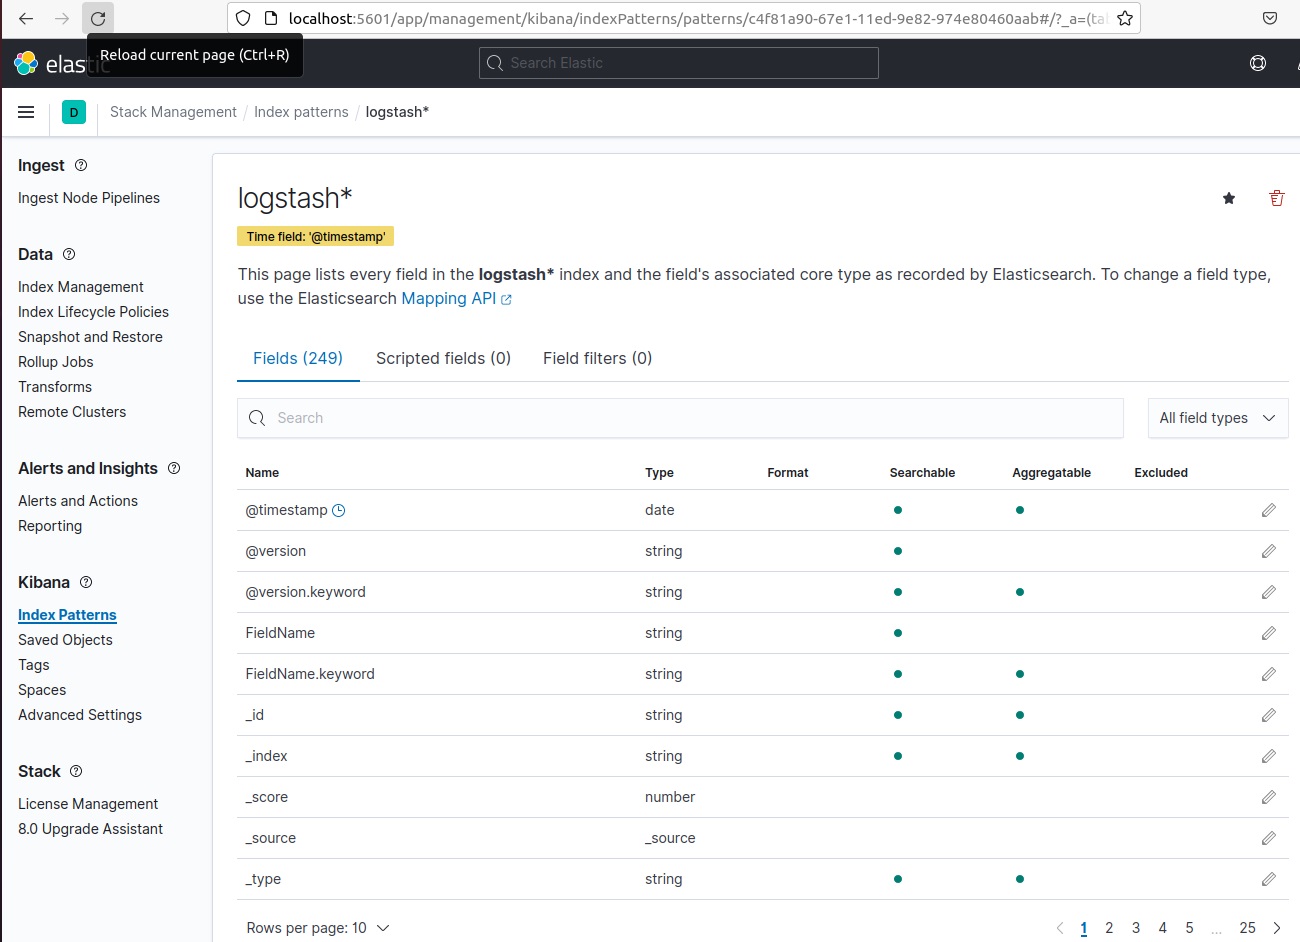 localhost:5601/app/management/kibana/indexPatterns/patterns/c4f81a90-67e1-11ed-9e82-974e80460aab#/?_a=(tal
Reload current page (Ctrl+R)
elastic
Search Elastic
D
Stack Management / Index patterns / logstash*
Ingest
Ingest Node Pipelines
Data
Index Management
Index Lifecycle Policies
Snapshot and Restore
Rollup Jobs
Transforms
Remote Clusters
Alerts and Insights
Alerts and Actions
Reporting
Kibana
Index Patterns
Saved Objects
Tags
Spaces
Advanced Settings
Stack
License Management
8.0 Upgrade Assistant
logstash*
Time field: '@timestamp'
This page lists every field in the logstash* index and the field's associated core type as recorded by Elasticsearch. To change a field type,
use the Elasticsearch Mapping API
Fields (249) Scripted fields (0) Field filters (0)
Search
All field types
Name Type Format Searchable Aggregatable Excluded
@timestamp date
@version string
@version.keyword string
FieldName string
FieldName.keyword string
_id string
_index string
_score number
_source _source
_type string
Rows per page: 10
1 2 3 4 5 ... 25